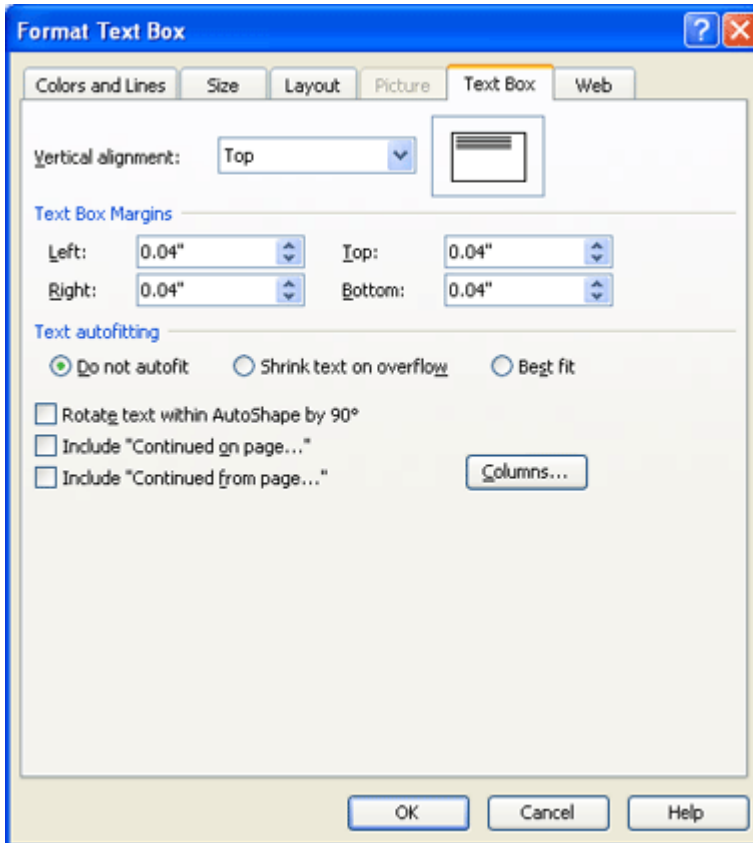 Format Text Box ?
Colors and Lines Size Layout Picture Text Box Web
Vertical alignment: Top
Text Box Margins
Left: 0.04" Top: 0.04"
Right: 0.04" Bottom: 0.04"
Text autofitting
Do not autofit Shrink text on overflow Best fit
Rotate text within AutoShape by 90°
Include "Continued on page..."
Include "Continued from page..." Columns...
OK Cancel Help